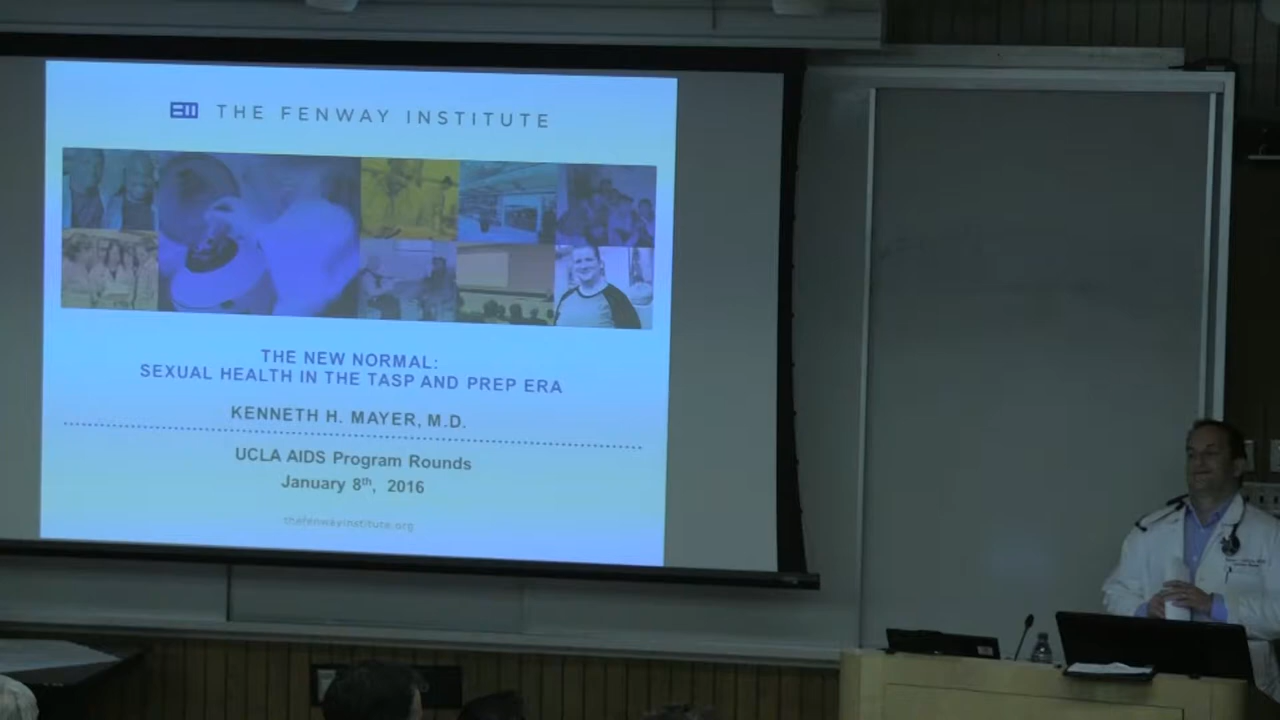 THE FENWAY INSTITUTE
THE NEW NORMAL:
SEXUAL HEALTH IN THE TASP AND PREP ERA
KENNETH H. MAYER, M.D.
UCLA AIDS Program Rounds
January 8th, 2016
thefenwayinstitute.org